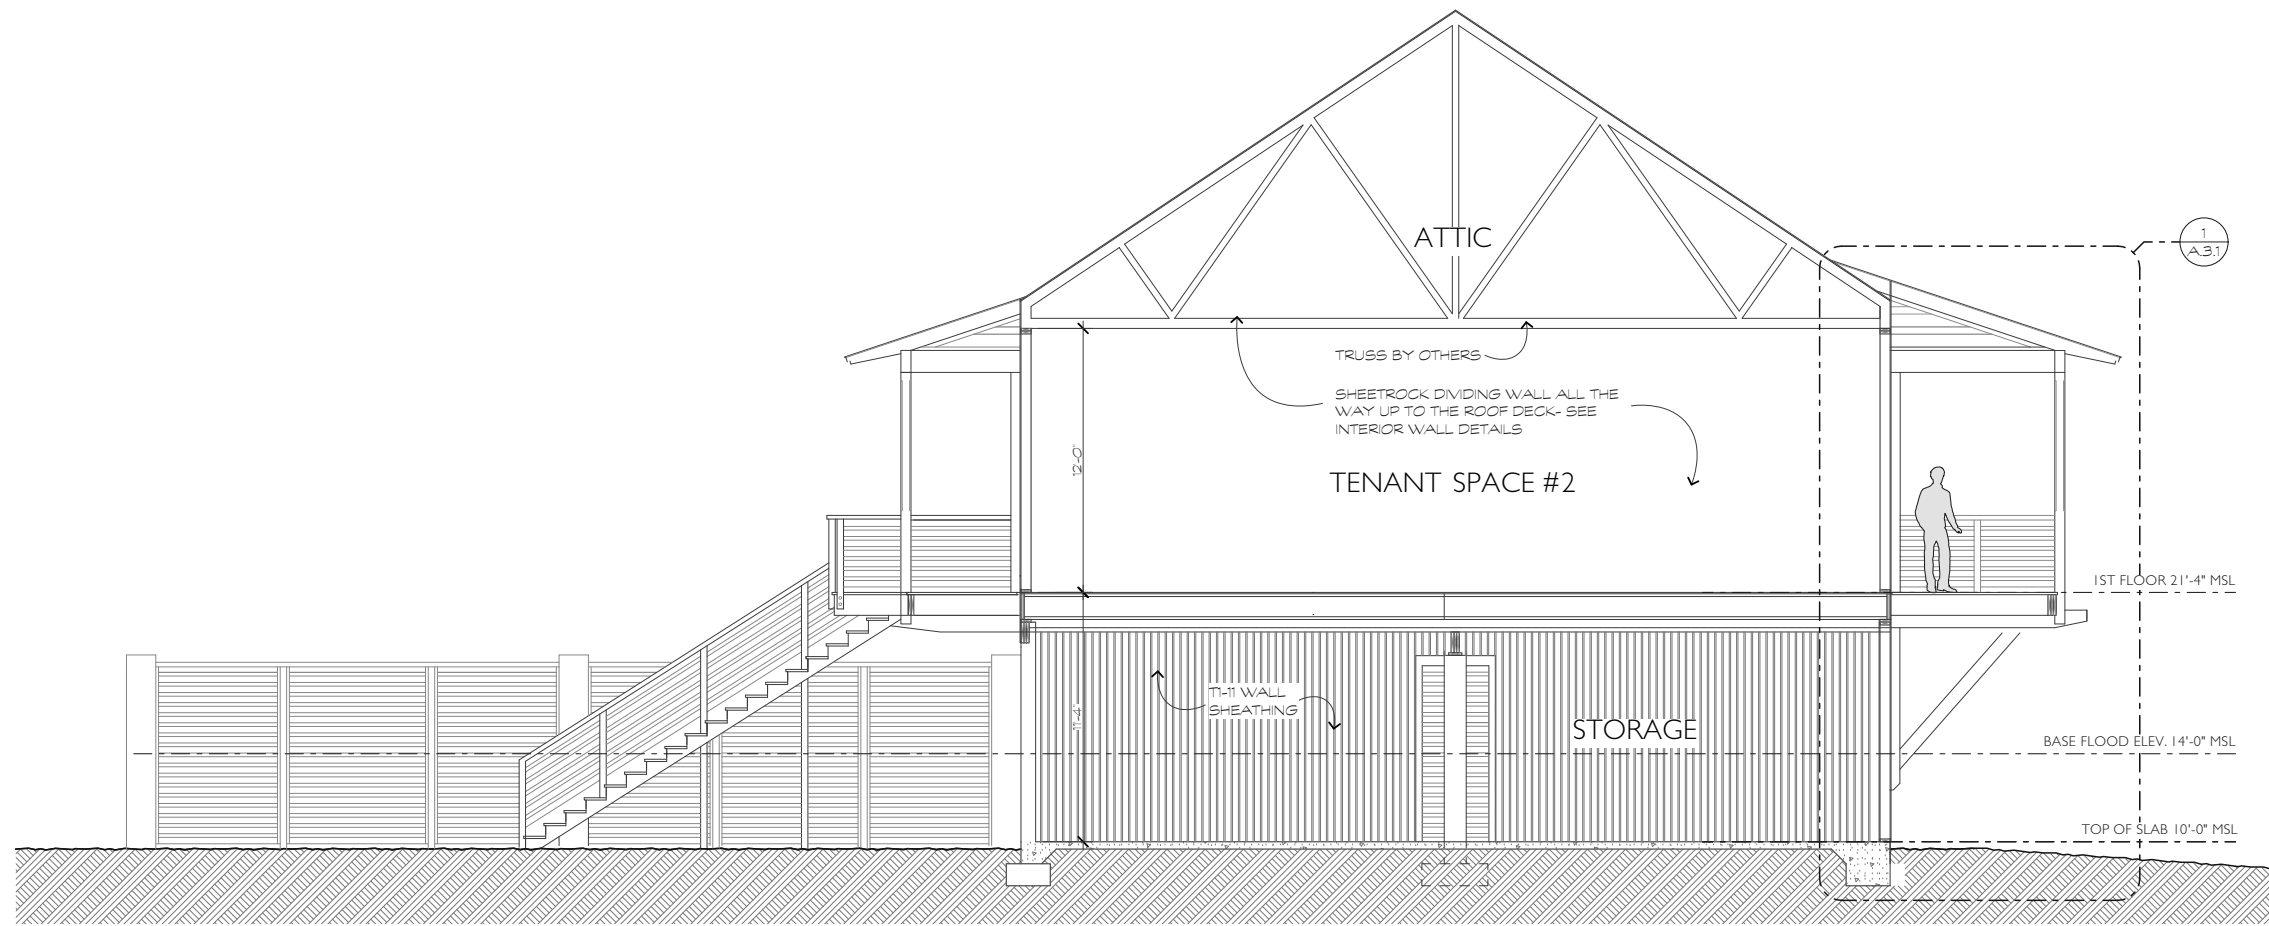 ATTIC
1
A.3.1
TRUSS BY OTHERS
SHEETROCK DIVIDING WALL ALL THE
WAY UP TO THE ROOF DECK- SEE
INTERIOR WALL DETAILS
12'-0"
TENANT SPACE #2
1ST FLOOR 21'-4" MSL
T1-11 WALL
SHEATHING
11'-4"
STORAGE
BASE FLOOD ELEV. 14'-0" MSL
TOP OF SLAB 10'-0" MSL